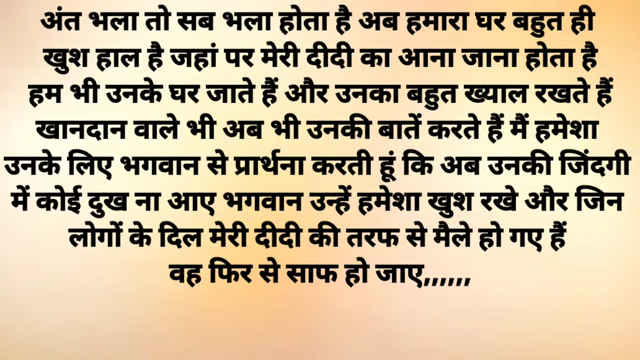 अंत भला तो सब भला होता है अब हमारा घर बहुत ही
खुश हाल है जहां पर मेरी दीदी का आना जाना होता है
हम भी उनके घर जाते हैं और उनका बहुत ख्याल रखते हैं
खानदान वाले भी अब भी उनकी बातें करते हैं मैं हमेशा
उनके लिए भगवान से प्रार्थना करती हूं कि अब उनकी जिंदगी
में कोई दुख ना आए भगवान उन्हें हमेशा खुश रखे और जिन
लोगों के दिल मेरी दीदी की तरफ से मैले हो गए हैं
वह फिर से साफ हो जाए,,,,,,